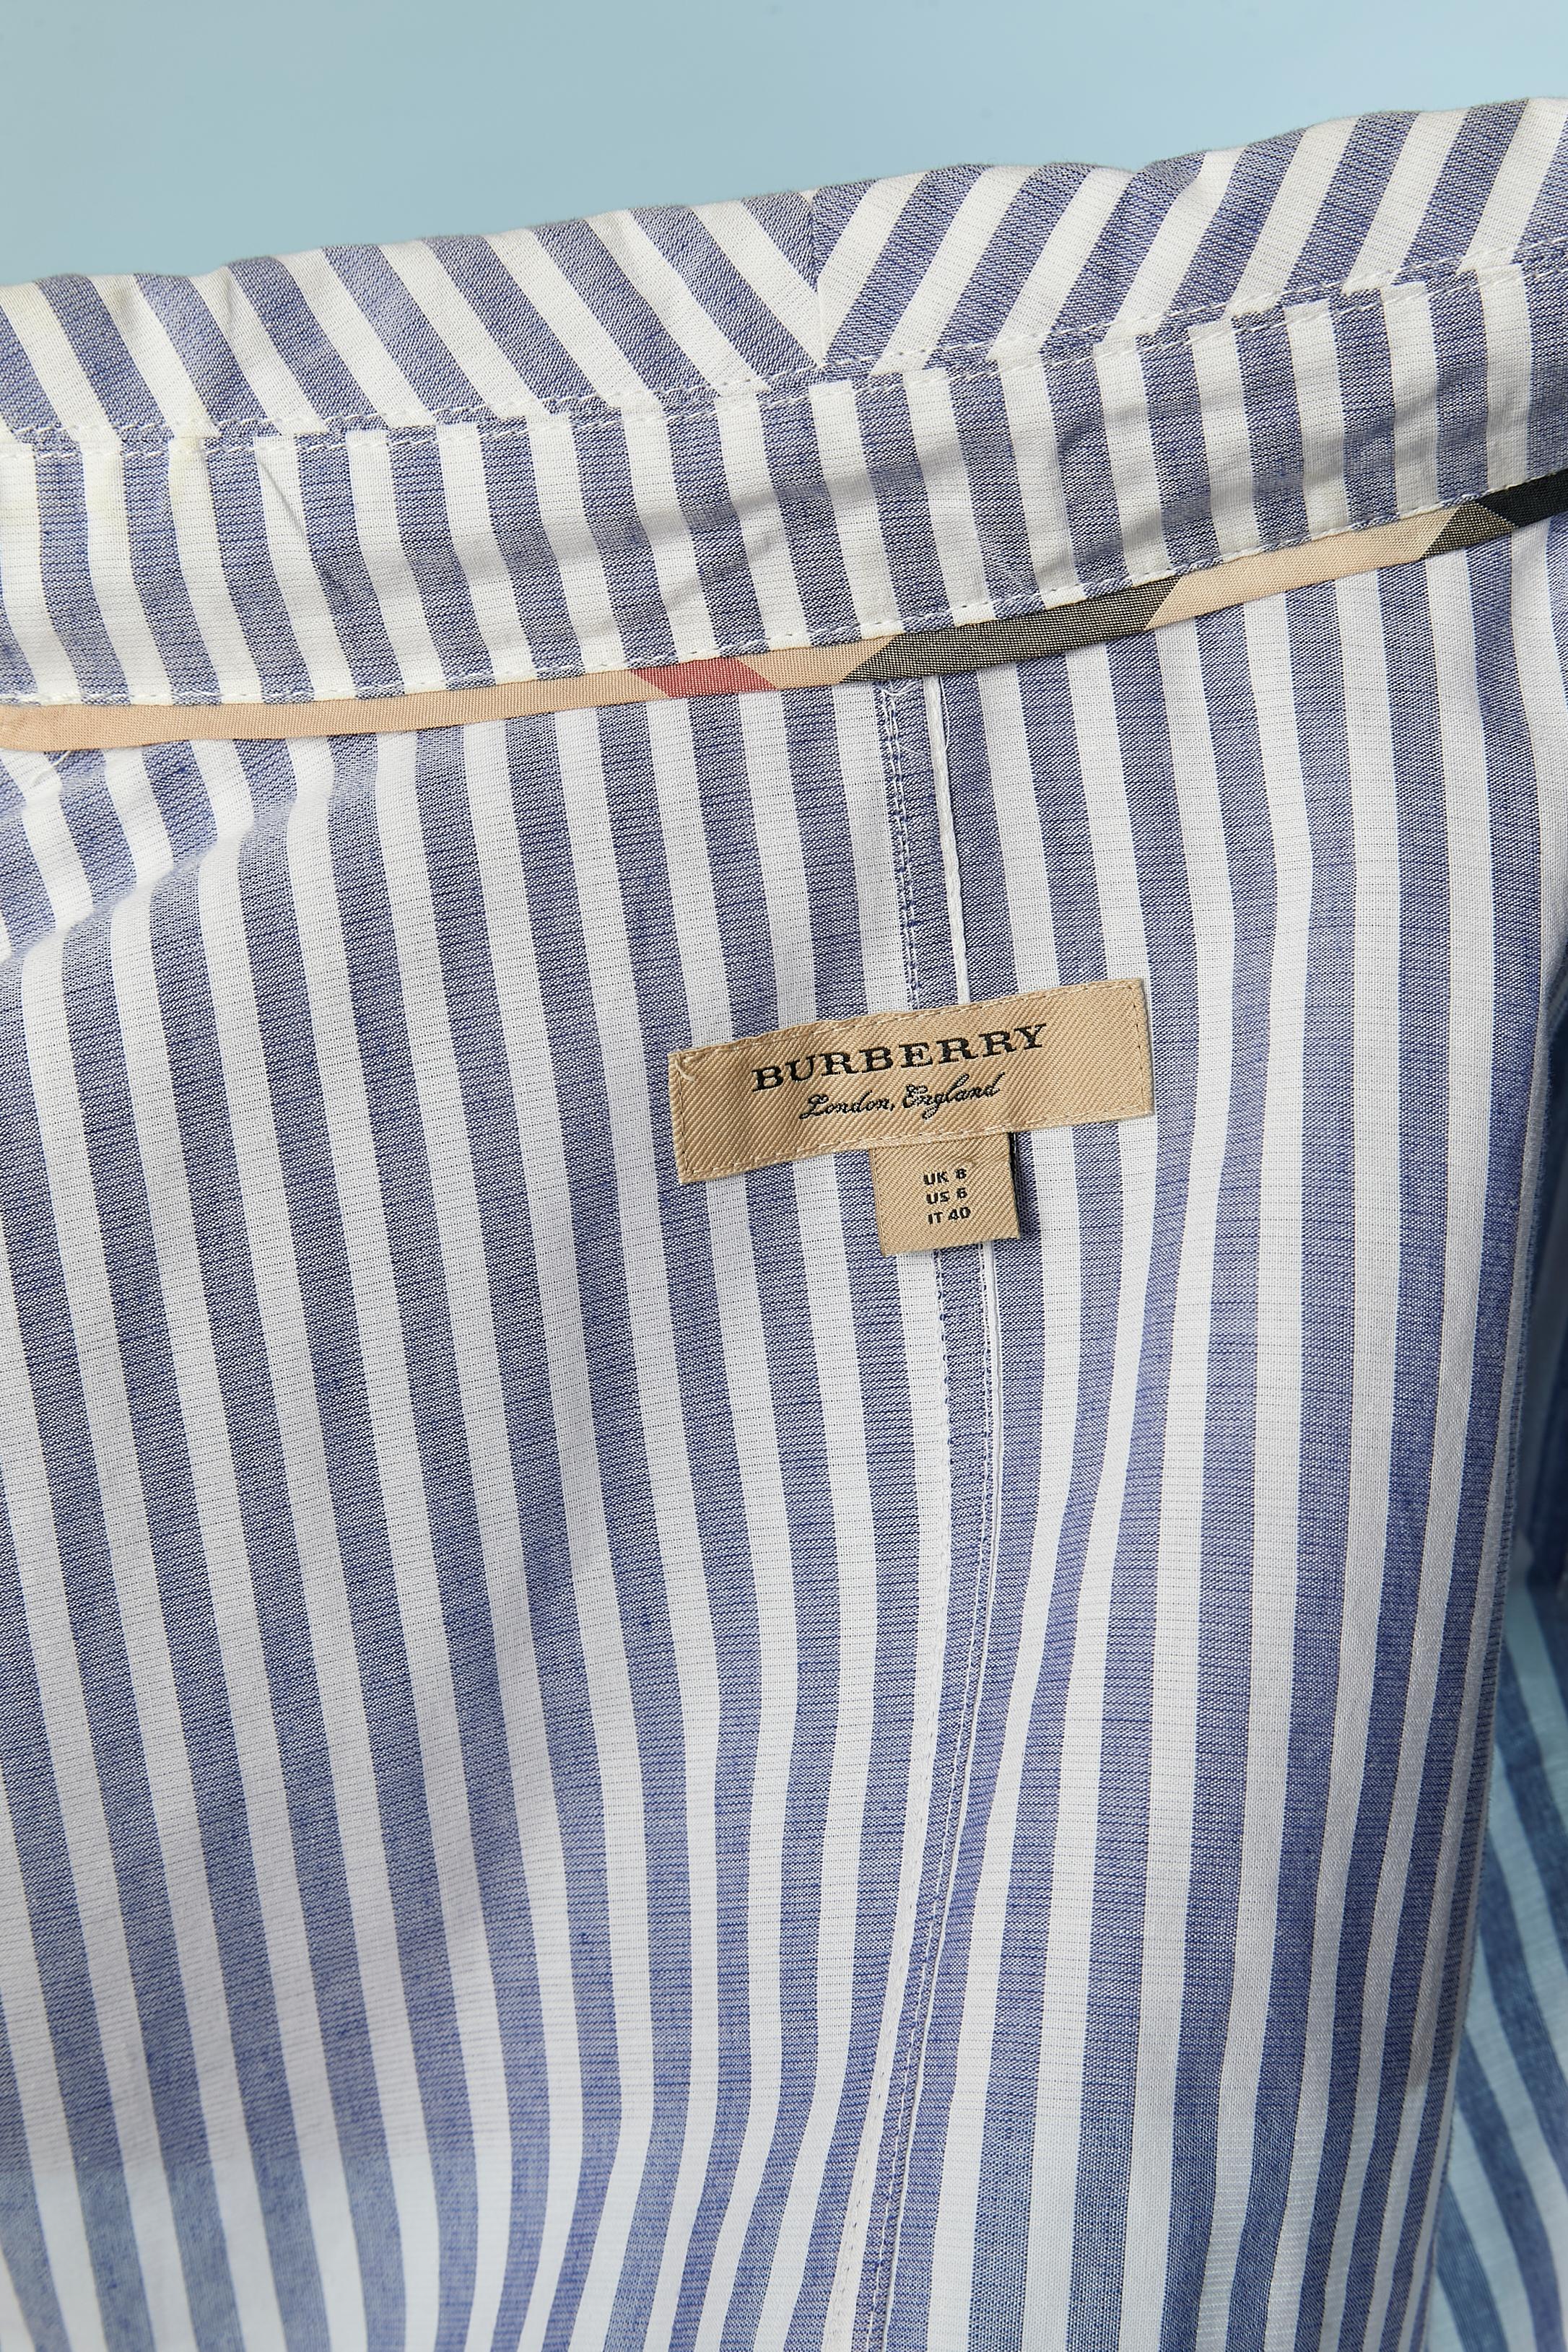 BURBERRY
London, England
UK 8
US 6
IT 40